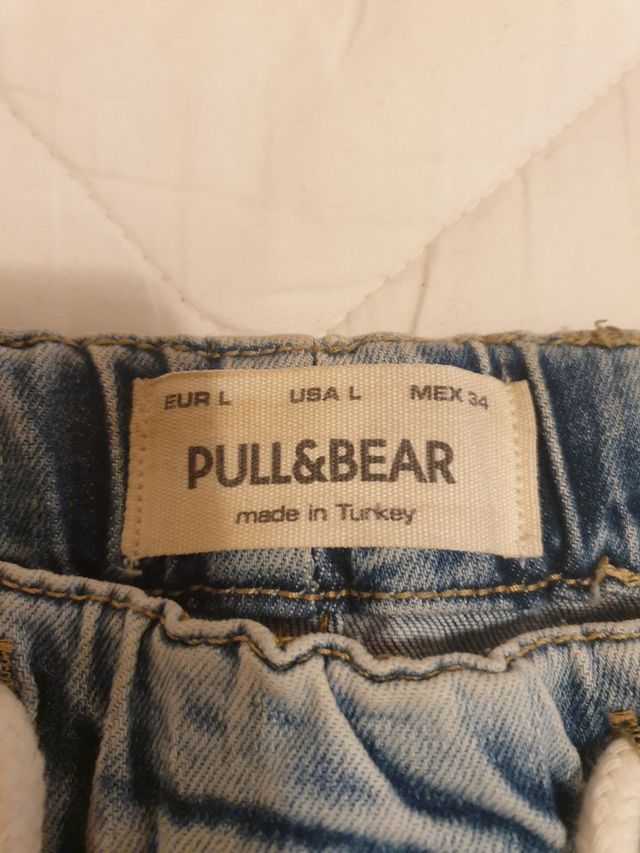 EUR L USA L MEX 34
PULL&BEAR
made in Turkey